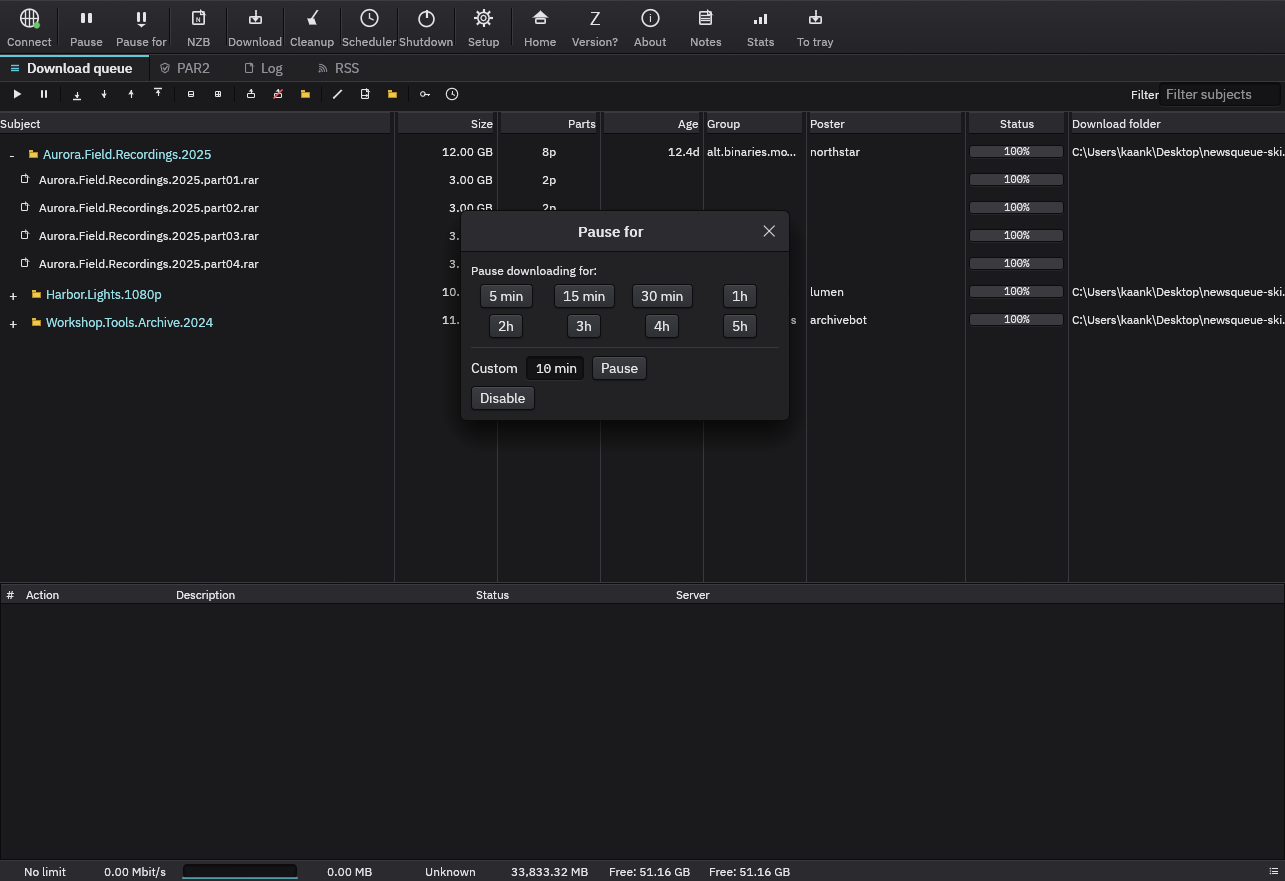 Connect Pause Pause for NZB Download Cleanup Scheduler Shutdown Setup Home Version? About Notes Stats To tray
Download queue PAR2 Log RSS
Filter Filter subjects
Subject Size Parts Age Group Poster Status Download folder
- Aurora.Field.Recordings.2025 12.00 GB 8p 12.4d alt.binaries.mo... northstar 100% C:\Users\kaank\Desktop\newsqueue-ski.
Aurora.Field.Recordings.2025.part01.rar 3.00 GB 2p 100%
Aurora.Field.Recordings.2025.part02.rar 3.00 GB 2p 100%
Aurora.Field.Recordings.2025.part03.rar 3. 100%
Aurora.Field.Recordings.2025.part04.rar 3. 100%
+ Harbor.Lights.1080p 10. lumen 100% C:\Users\kaank\Desktop\newsqueue-ski.
+ Workshop.Tools.Archive.2024 11. s archivebot 100% C:\Users\kaank\Desktop\newsqueue-ski.
Pause for
Pause downloading for:
5 min 15 min 30 min 1h
2h 3h 4h 5h
Custom 10 min Pause
Disable
# Action Description Status Server
No limit 0.00 Mbit/s 0.00 MB Unknown 33,833.32 MB Free: 51.16 GB Free: 51.16 GB